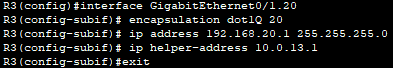 R3(config)#interface GigabitEthernet0/1.20
R3(config-subif)# encapsulation dot1Q 20
R3(config-subif)# ip address 192.168.20.1 255.255.255.0
R3(config-subif)# ip helper-address 10.0.13.1
R3(config-subif)#exit